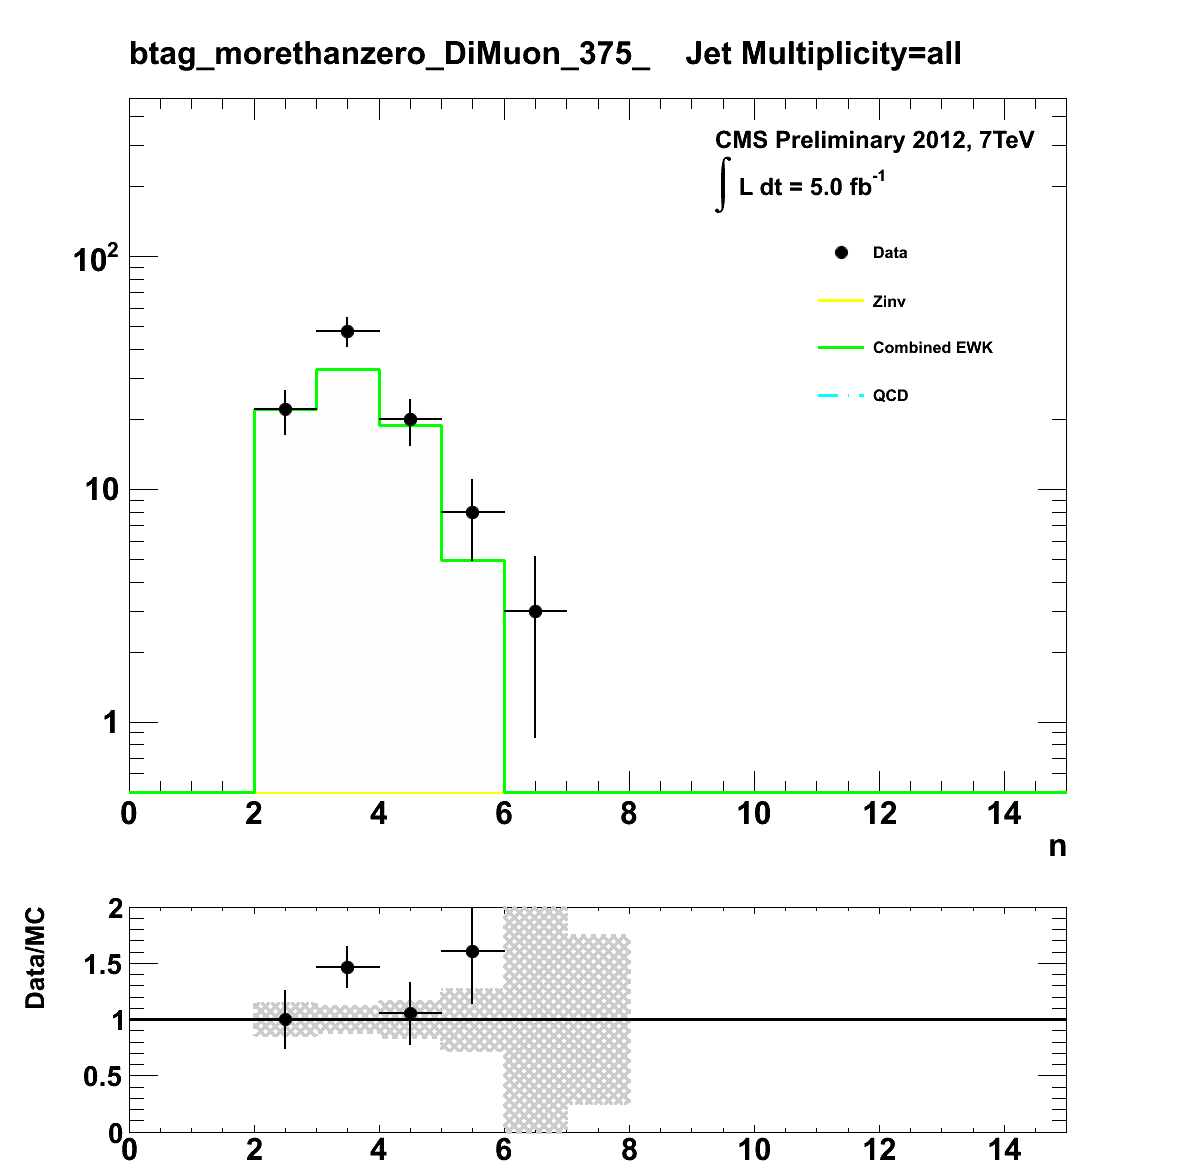 btag_morethanzero_DiMuon_375_ Jet Multiplicity=all
CMS Preliminary 2012, 7TeV
∫ L dt = 5.0 fb⁻¹
Data
Zinv
Combined EWK
QCD
10²
10
1
0 2 4 6 8 10 12 14
n
Data/MC
2
1.5
1
0.5
0
0 2 4 6 8 10 12 14